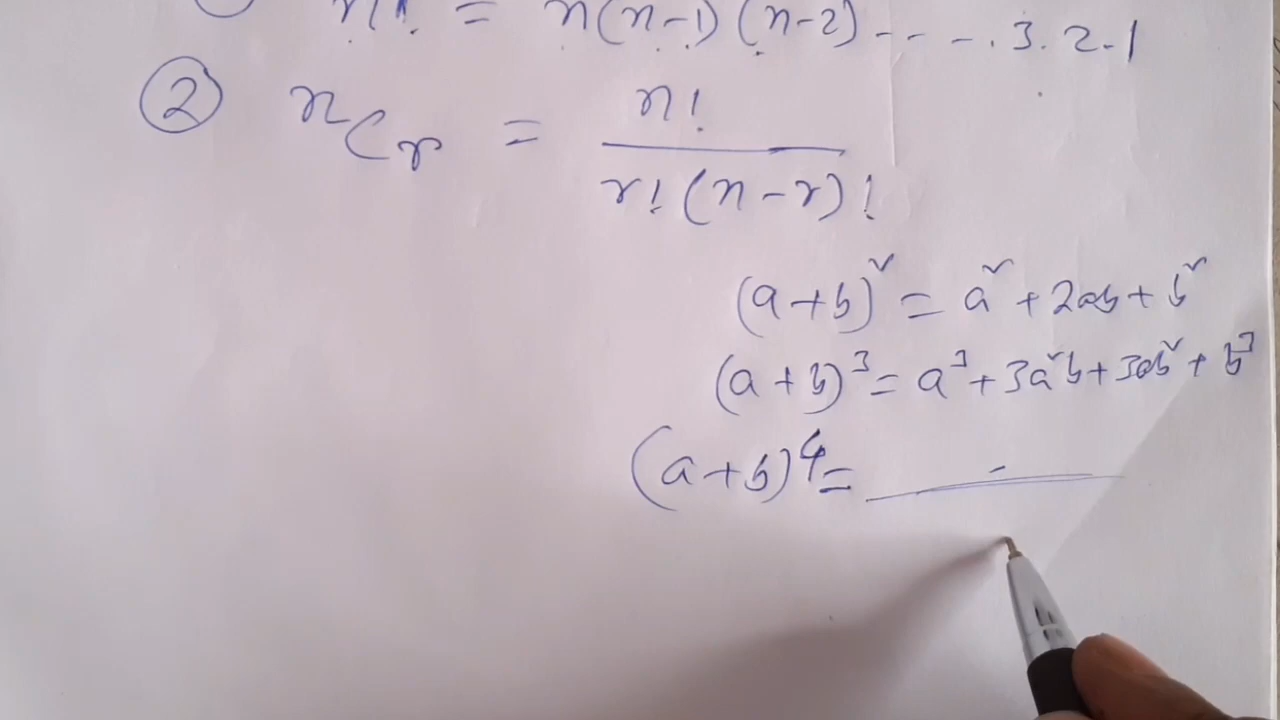 n! = n(n-1)(n-2)----.3.2.1
② nCr = n! / r!(n-r)!
(a+b)² = a² + 2ab + b²
(a+b)³ = a³ + 3a²b + 3ab² + b³
(a+b)⁴ =